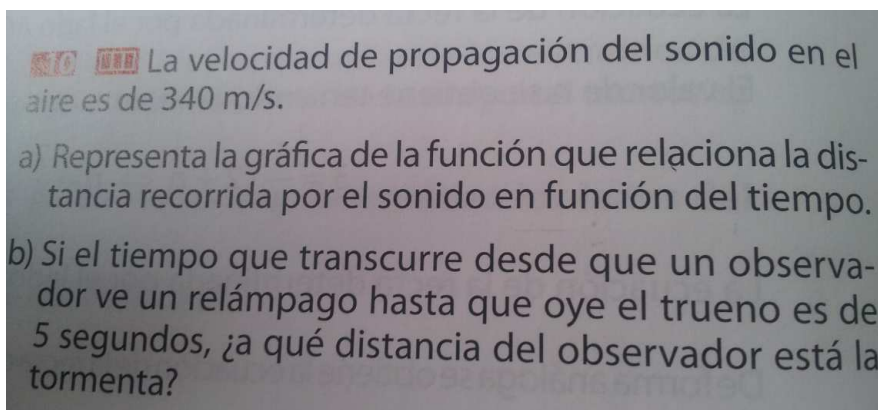 La velocidad de propagación del sonido en el
aire es de 340 m/s.
a) Representa la gráfica de la función que relaciona la dis-
tancia recorrida por el sonido en función del tiempo.
b) Si el tiempo que transcurre desde que un observa-
dor ve un relámpago hasta que oye el trueno es de
5 segundos, ¿a qué distancia del observador está la
tormenta?